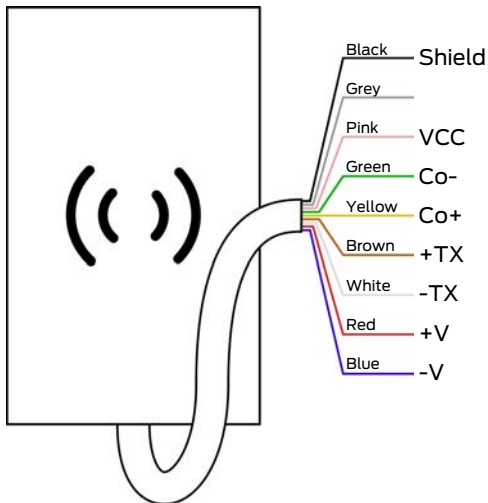 Black Shield
Grey
Pink VCC
Green Co-
Yellow Co+
Brown +TX
White -TX
Red +V
Blue -V